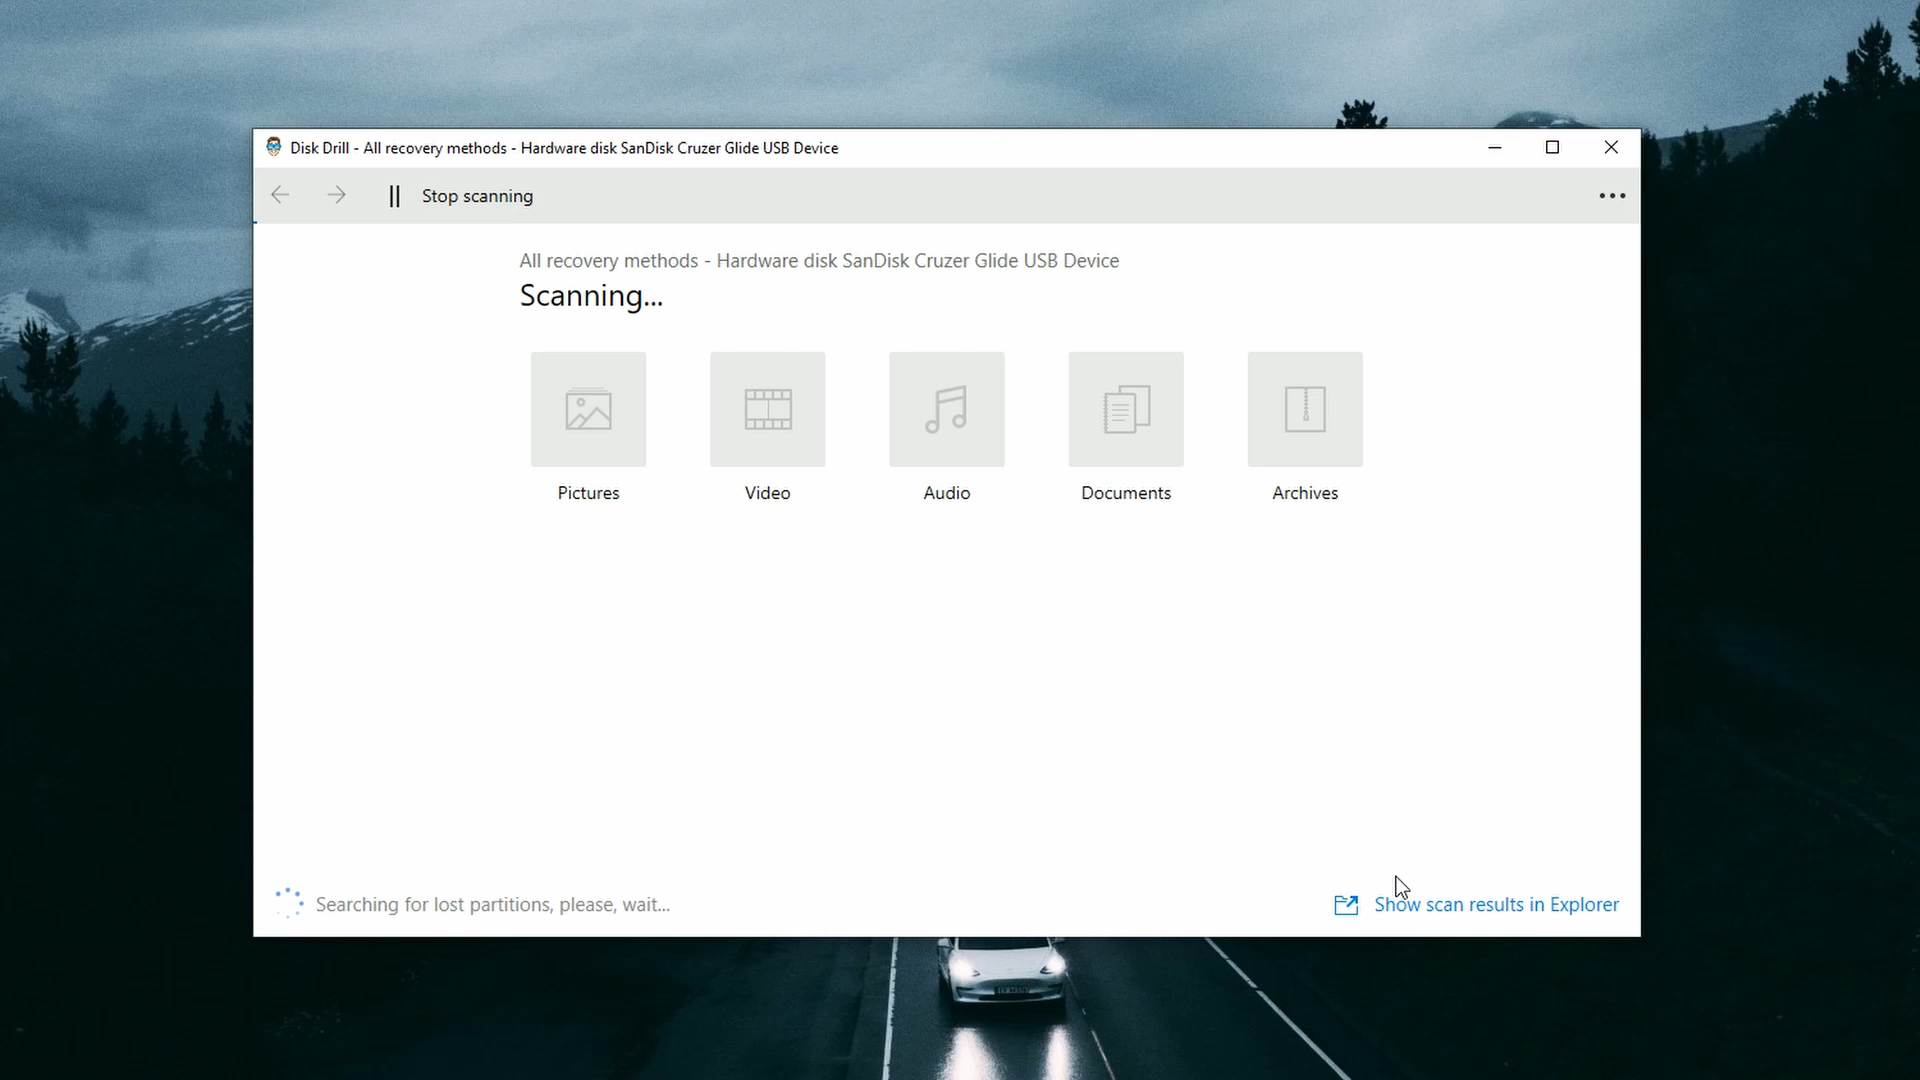 Disk Drill - All recovery methods - Hardware disk SanDisk Cruzer Glide USB Device
Stop scanning
All recovery methods - Hardware disk SanDisk Cruzer Glide USB Device
Scanning...
Pictures
Video
Audio
Documents
Archives
Searching for lost partitions, please, wait...
Show scan results in Explorer